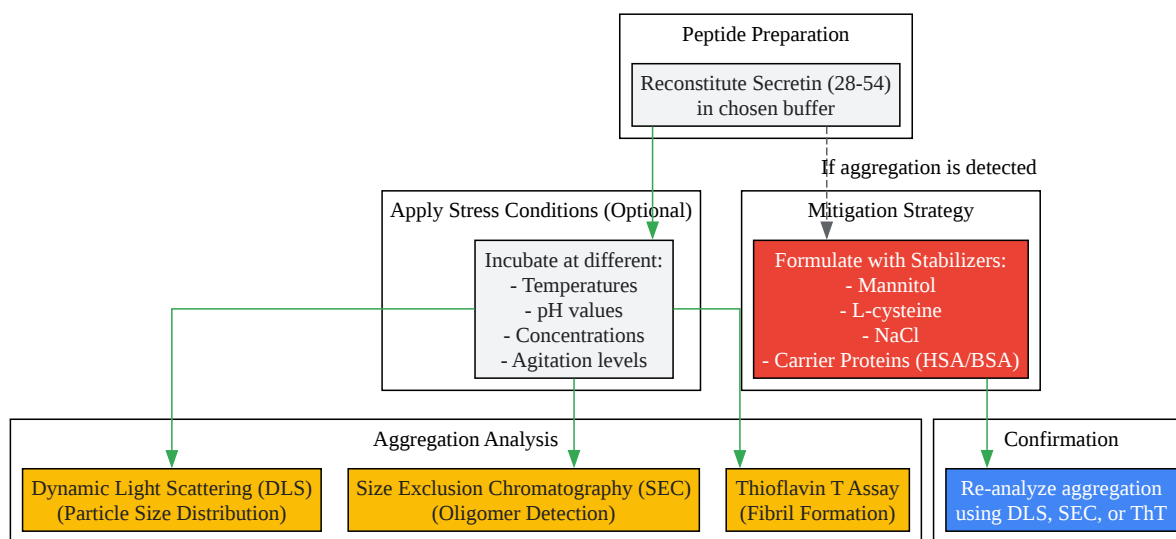 Peptide Preparation
Reconstitute Secretin (28-54)
in chosen buffer
If aggregation is detected
Apply Stress Conditions (Optional)
Incubate at different:
- Temperatures
- pH values
- Concentrations
- Agitation levels
Mitigation Strategy
Formulate with Stabilizers:
- Mannitol
- L-cysteine
- NaCl
- Carrier Proteins (HSA/BSA)
Aggregation Analysis
Dynamic Light Scattering (DLS)
(Particle Size Distribution)
Size Exclusion Chromatography (SEC)
(Oligomer Detection)
Thioflavin T Assay
(Fibril Formation)
Confirmation
Re-analyze aggregation
using DLS, SEC, or ThT